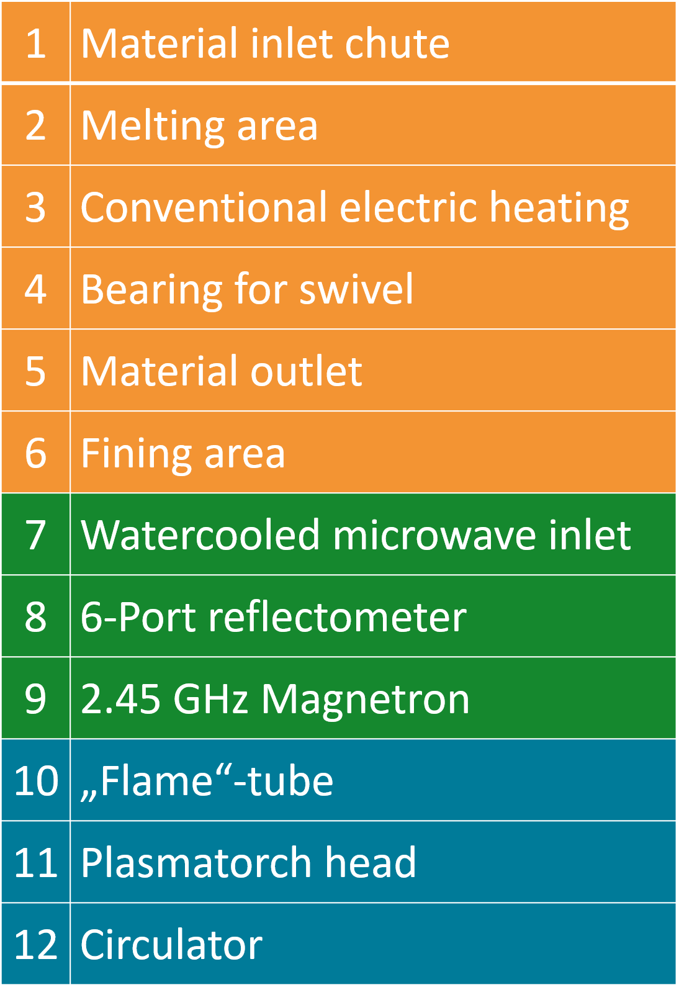 1 Material inlet chute
2 Melting area
3 Conventional electric heating
4 Bearing for swivel
5 Material outlet
6 Fining area
7 Watercooled microwave inlet
8 6-Port reflectometer
9 2.45 GHz Magnetron
10 „Flame“-tube
11 Plasmatorch head
12 Circulator